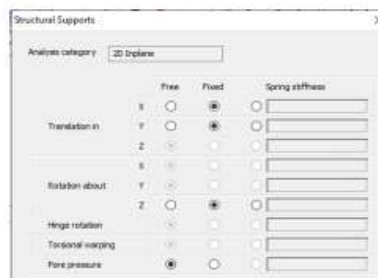 Structural Supports
Analysis category 2D Inplane
Free Fixed Spring stiffness
X
Translation in Y
Z
X
Rotation about Y
Z
Hinge rotation
Torsional warping
Pore pressure